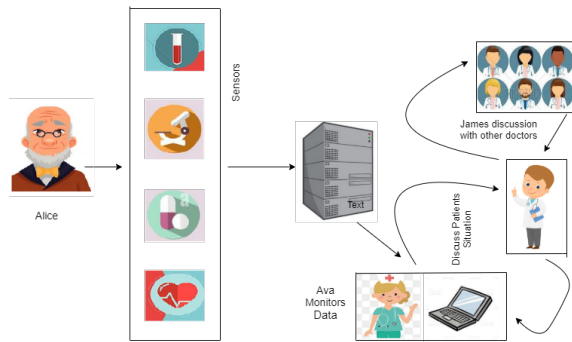 Alice
Sensors
Text
Ava
Monitors
Data
Discuss Patients
Situation
James discussion
with other doctors